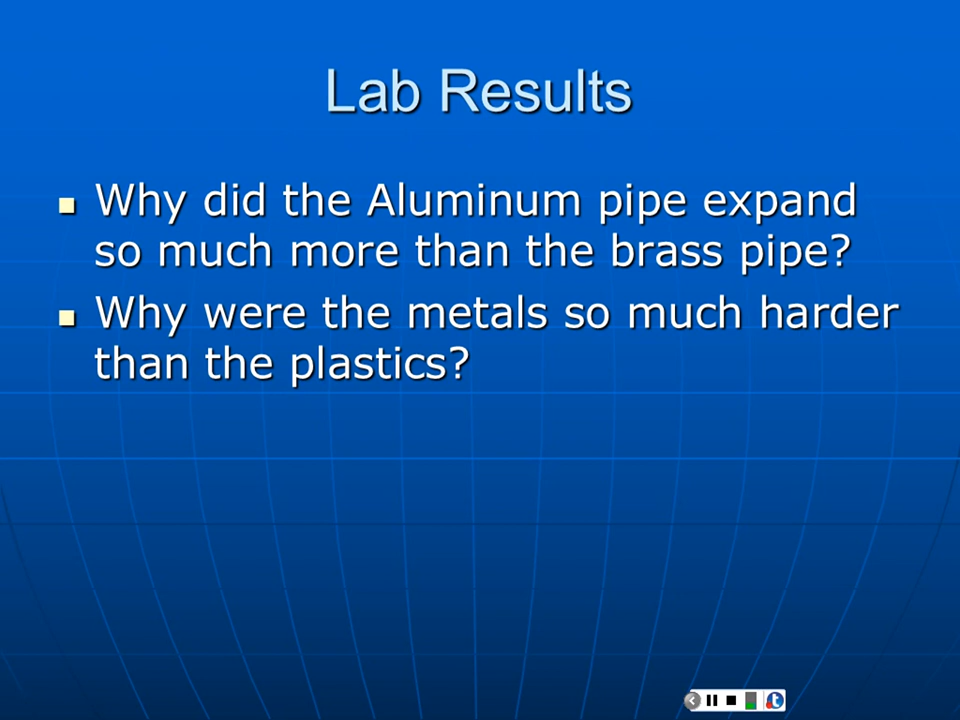 Lab Results
Why did the Aluminum pipe expand
so much more than the brass pipe?
Why were the metals so much harder
than the plastics?
t